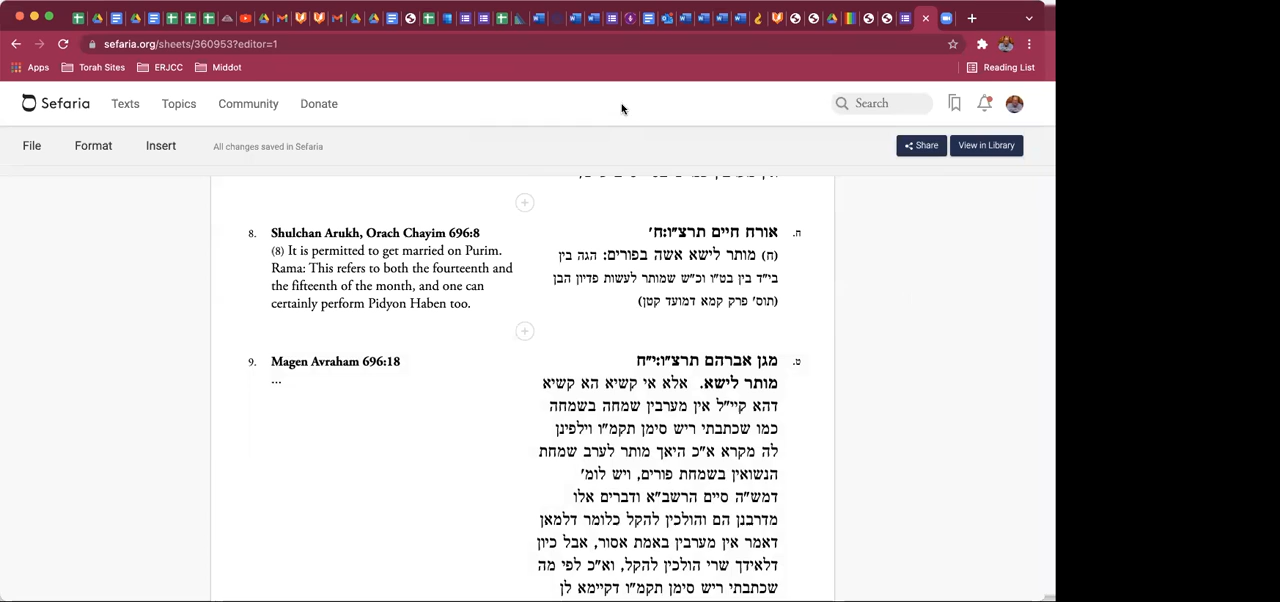 sefaria.org/sheets/360953?editor=1
Apps Torah Sites ERJCC Middot Reading List
Sefaria Texts Topics Community Donate Search
File Format Insert All changes saved in Sefaria Share View in Library
8. Shulchan Arukh, Orach Chayim 696:8
(8) It is permitted to get married on Purim.
Rama: This refers to both the fourteenth and
the fifteenth of the month, and one can
certainly perform Pidyon Haben too.
ח. אורח חיים תרצ״ו:ח׳
(ח) מותר לישא אשה בפורים: הגה בין
בי״ד בין בט״ו וכ״ש שמותר לעשות פדיון הבן
(תוס׳ פרק קמא דמועד קטן)
9. Magen Avraham 696:18
...
ט. מגן אברהם תרצ״ו:י״ח
מותר לישא. אלא אי קשיא הא קשיא
דהא קיי״ל אין מערבין שמחה בשמחה
כמו שכתבתי ריש סימן תקמ״ו וילפינן
לה מקרא א״כ היאך מותר לערב שמחת
הנשואין בשמחת פורים, ויש לומ׳
דמש״ה סיים הרשב״א ודברים אלו
מדרבנן הם והולכין להקל כלומר דלמאן
דאמר אין מערבין באמת אסור, אבל כיון
דלאידך שרי הולכין להקל, וא״כ לפי מה
שכתבתי ריש סימן תקמ״ו דקיימא לן